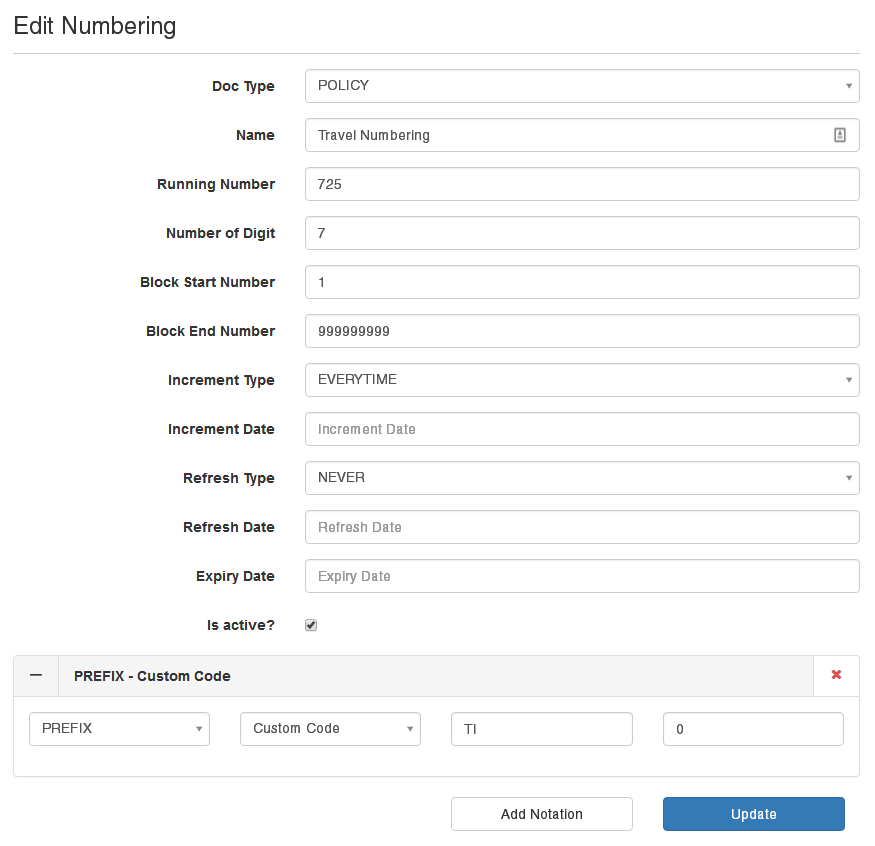 Edit Numbering
Doc Type POLICY
Name Travel Numbering
Running Number 725
Number of Digit 7
Block Start Number 1
Block End Number 999999999
Increment Type EVERYTIME
Increment Date Increment Date
Refresh Type NEVER
Refresh Date Refresh Date
Expiry Date Expiry Date
Is active?
PREFIX - Custom Code
PREFIX Custom Code TI 0
Add Notation Update